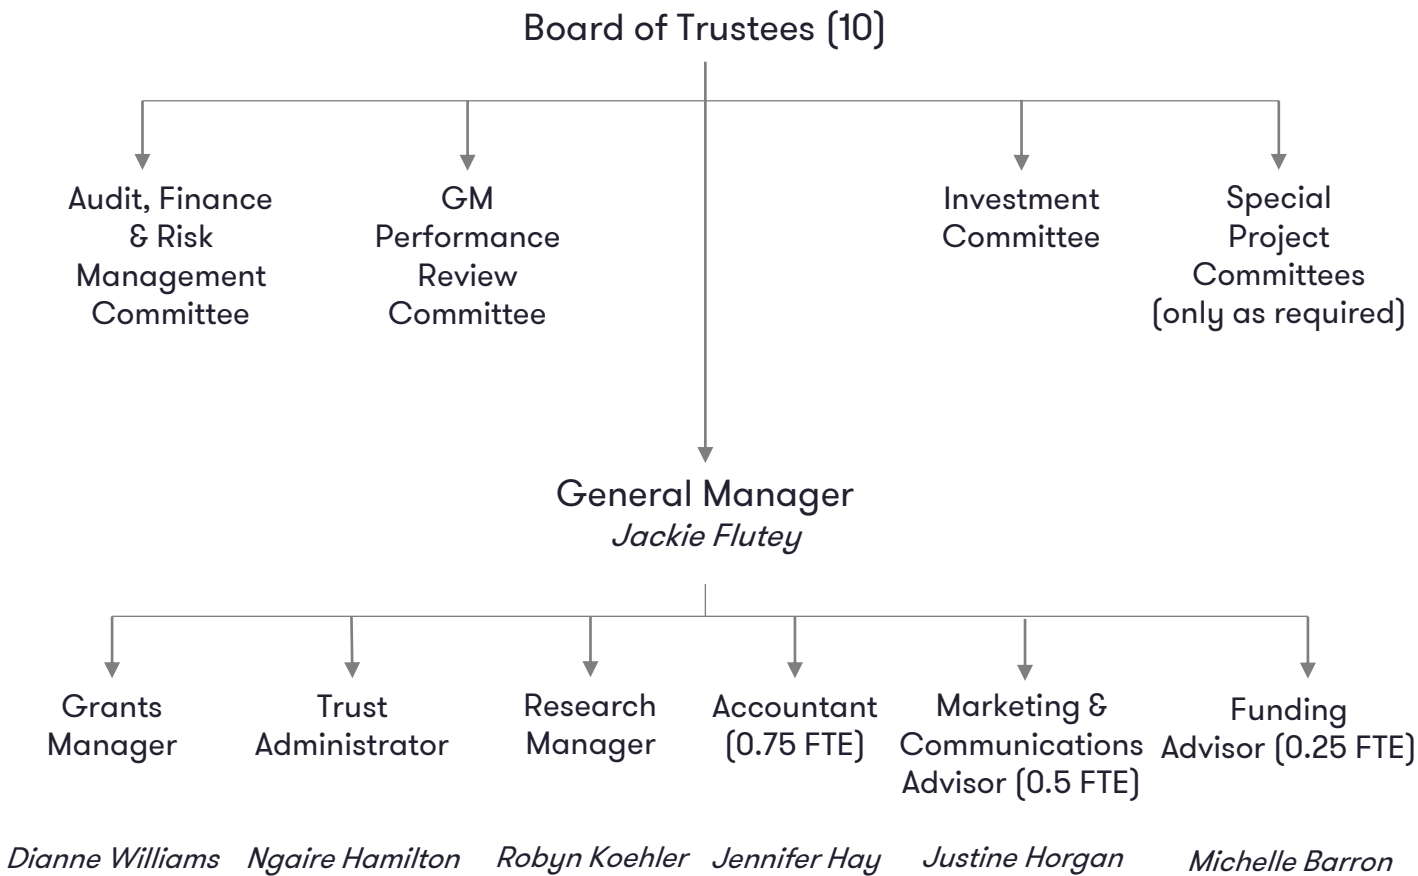 Board of Trustees (10)
Audit, Finance
& Risk
Management
Committee
GM
Performance
Review
Committee
Investment
Committee
Special
Project
Committees
(only as required)
General Manager
Jackie Flutey
Grants
Manager
Dianne Williams
Trust
Administrator
Ngaire Hamilton
Research
Manager
Robyn Koehler
Accountant
(0.75 FTE)
Jennifer Hay
Marketing &
Communications
Advisor (0.5 FTE)
Justine Horgan
Funding
Advisor (0.25 FTE)
Michelle Barron